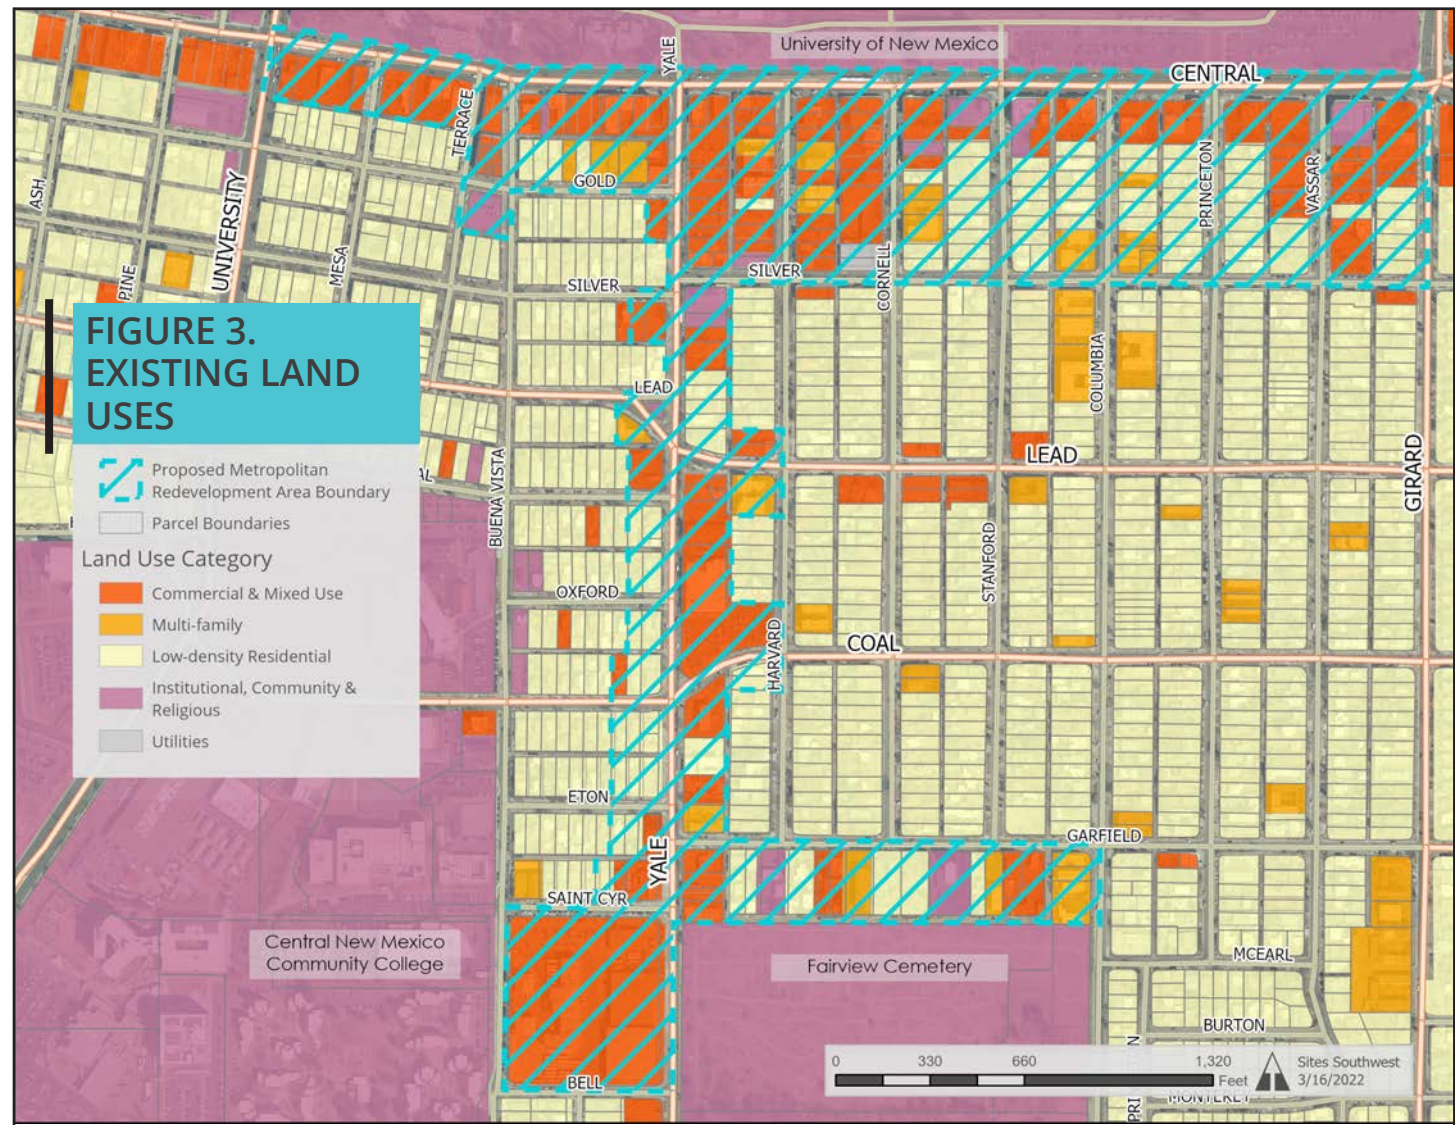 University of New Mexico
YALE
CENTRAL
TERRACE
GOLD
ASH
UNIVERSITY
PRINCETON
VASSAR
MESA
PINE
SILVER
SILVER
CORNELL
FIGURE 3.
EXISTING LAND
USES
Proposed Metropolitan
Redevelopment Area Boundary
Parcel Boundaries
Land Use Category
Commercial & Mixed Use
Multi-family
Low-density Residential
Institutional, Community &
Religious
Utilities
LEAD
COLUMBIA
LEAD
GIRARD
BUENA VISTA
AL
STANFORD
OXFORD
HARVARD
COAL
ETON
GARFIELD
YALE
SAINT CYR
Central New Mexico
Community College
Fairview Cemetery
MCEARL
BURTON
BELL
0 330 660 1,320
Feet
Sites Southwest
3/16/2022
MONTEREY
PRI
N